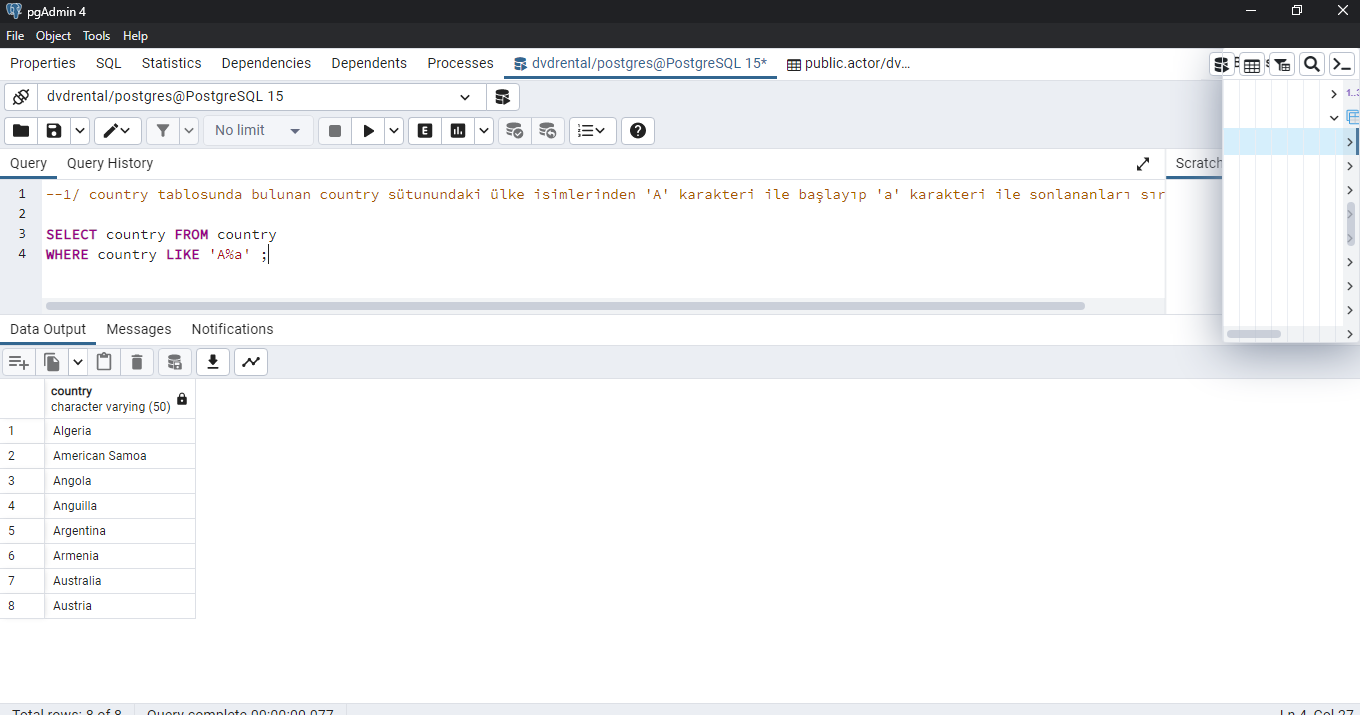 pgAdmin 4
File Object Tools Help
Properties SQL Statistics Dependencies Dependents Processes dvdrental/postgres@PostgreSQL 15* public.actor/dv...
dvdrental/postgres@PostgreSQL 15
No limit
Query Query History Scratch
1 --1/ country tablosunda bulunan country sütunundaki ülke isimlerinden 'A' karakteri ile başlayıp 'a' karakteri ile sonlananları sır
2
3 SELECT country FROM country
4 WHERE country LIKE 'A%a' ;
Data Output Messages Notifications
country
character varying (50)
1 Algeria
2 American Samoa
3 Angola
4 Anguilla
5 Argentina
6 Armenia
7 Australia
8 Austria
Total rows: 8 of 8 Query complete 00:00:00.077 Ln 4, Col 27